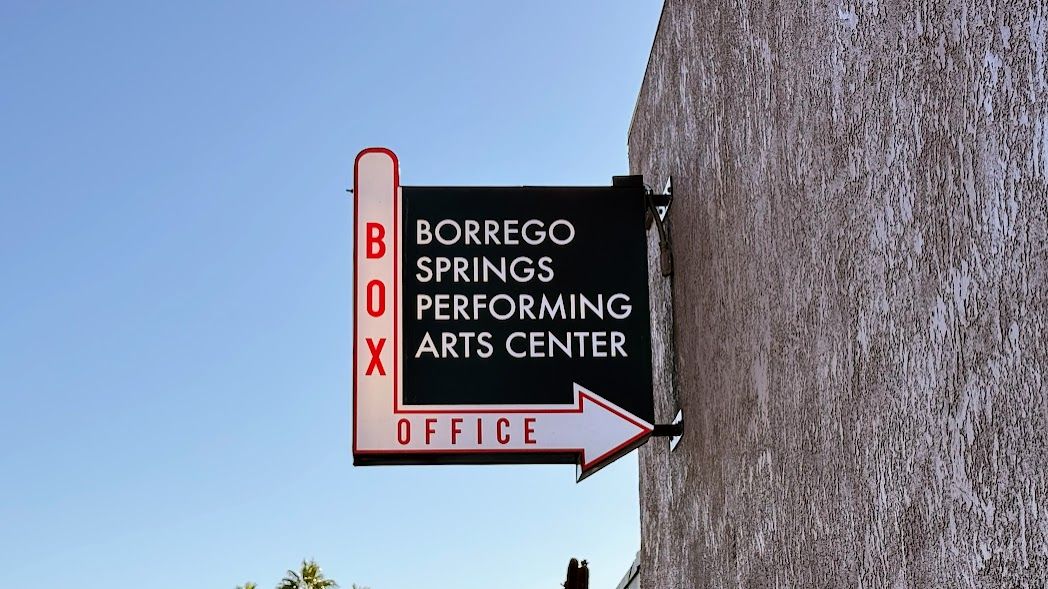 BOX
BORREGO
SPRINGS
PERFORMING
ARTS CENTER
OFFICE